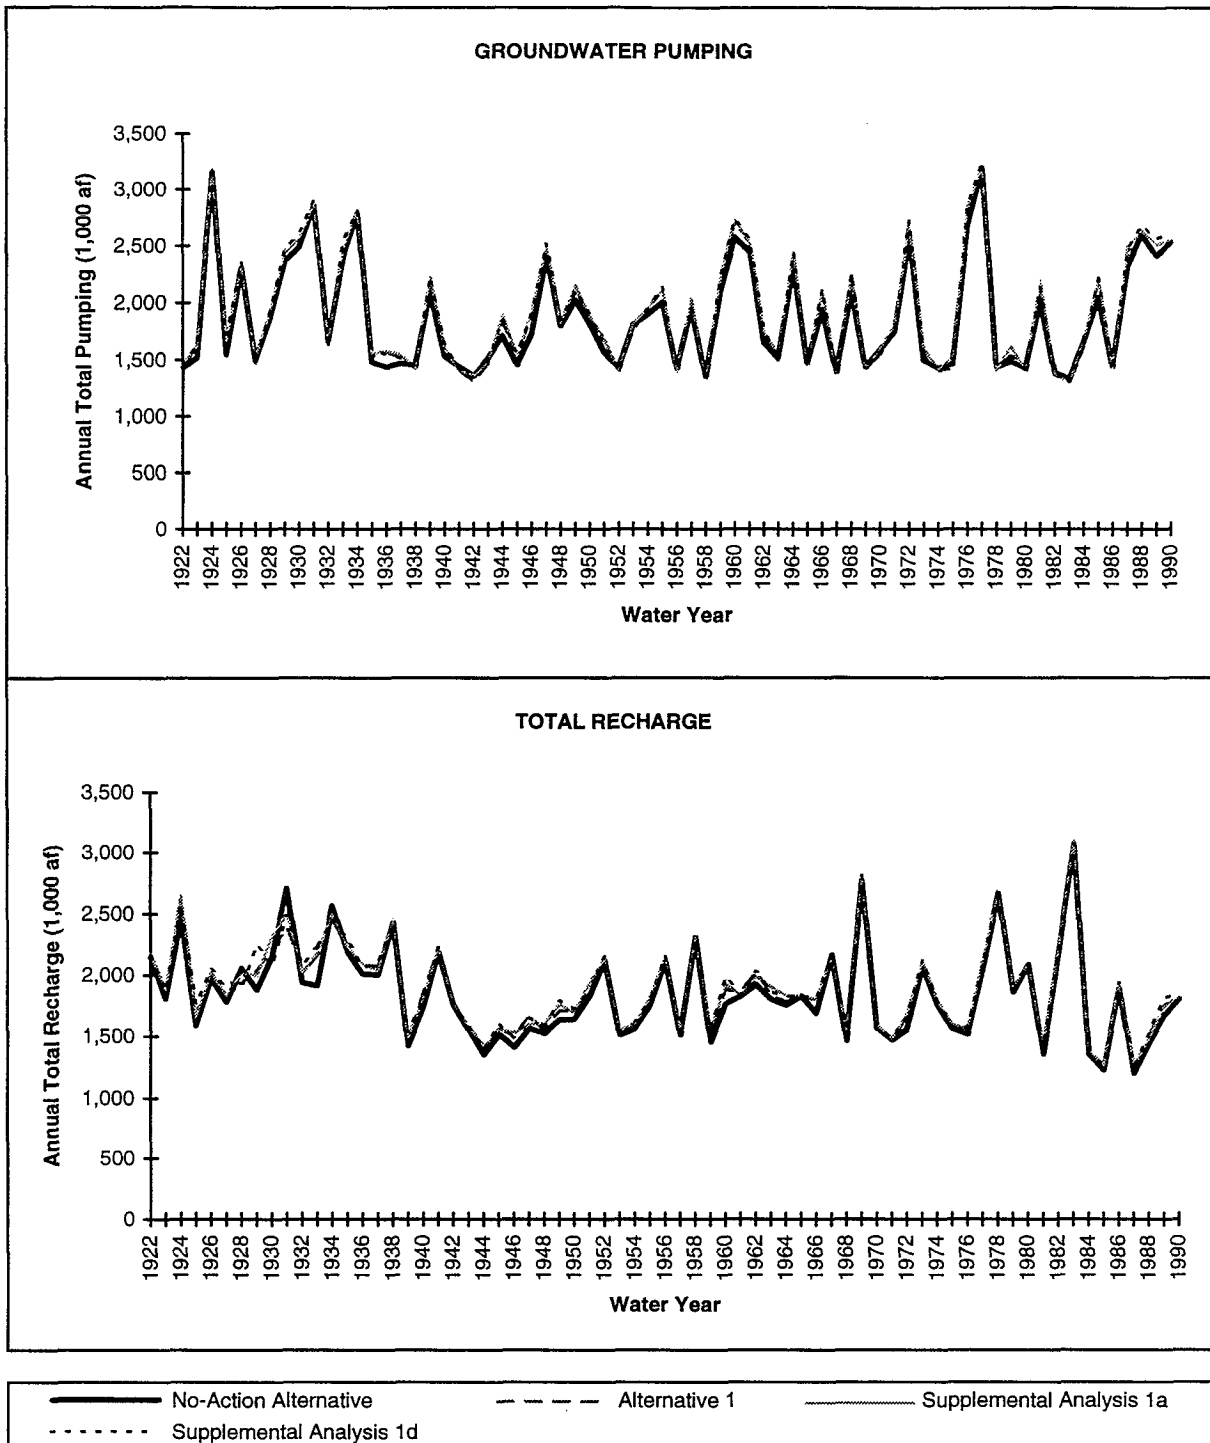 GROUNDWATER PUMPING
Annual Total Pumping (1,000 af)
3,500
3,000
2,500
2,000
1,500
1,000
500
0
1922 1924 1926 1928 1930 1932 1934 1936 1938 1940 1942 1944 1946 1948 1950 1952 1954 1956 1958 1960 1962 1964 1966 1968 1970 1972 1974 1976 1978 1980 1982 1984 1986 1988 1990
Water Year
TOTAL RECHARGE
Annual Total Recharge (1,000 af)
3,500
3,000
2,500
2,000
1,500
1,000
500
0
1922 1924 1926 1928 1930 1932 1934 1936 1938 1940 1942 1944 1946 1948 1950 1952 1954 1956 1958 1960 1962 1964 1966 1968 1970 1972 1974 1976 1978 1980 1982 1984 1986 1988 1990
Water Year
No-Action Alternative Alternative 1 Supplemental Analysis 1a
Supplemental Analysis 1d